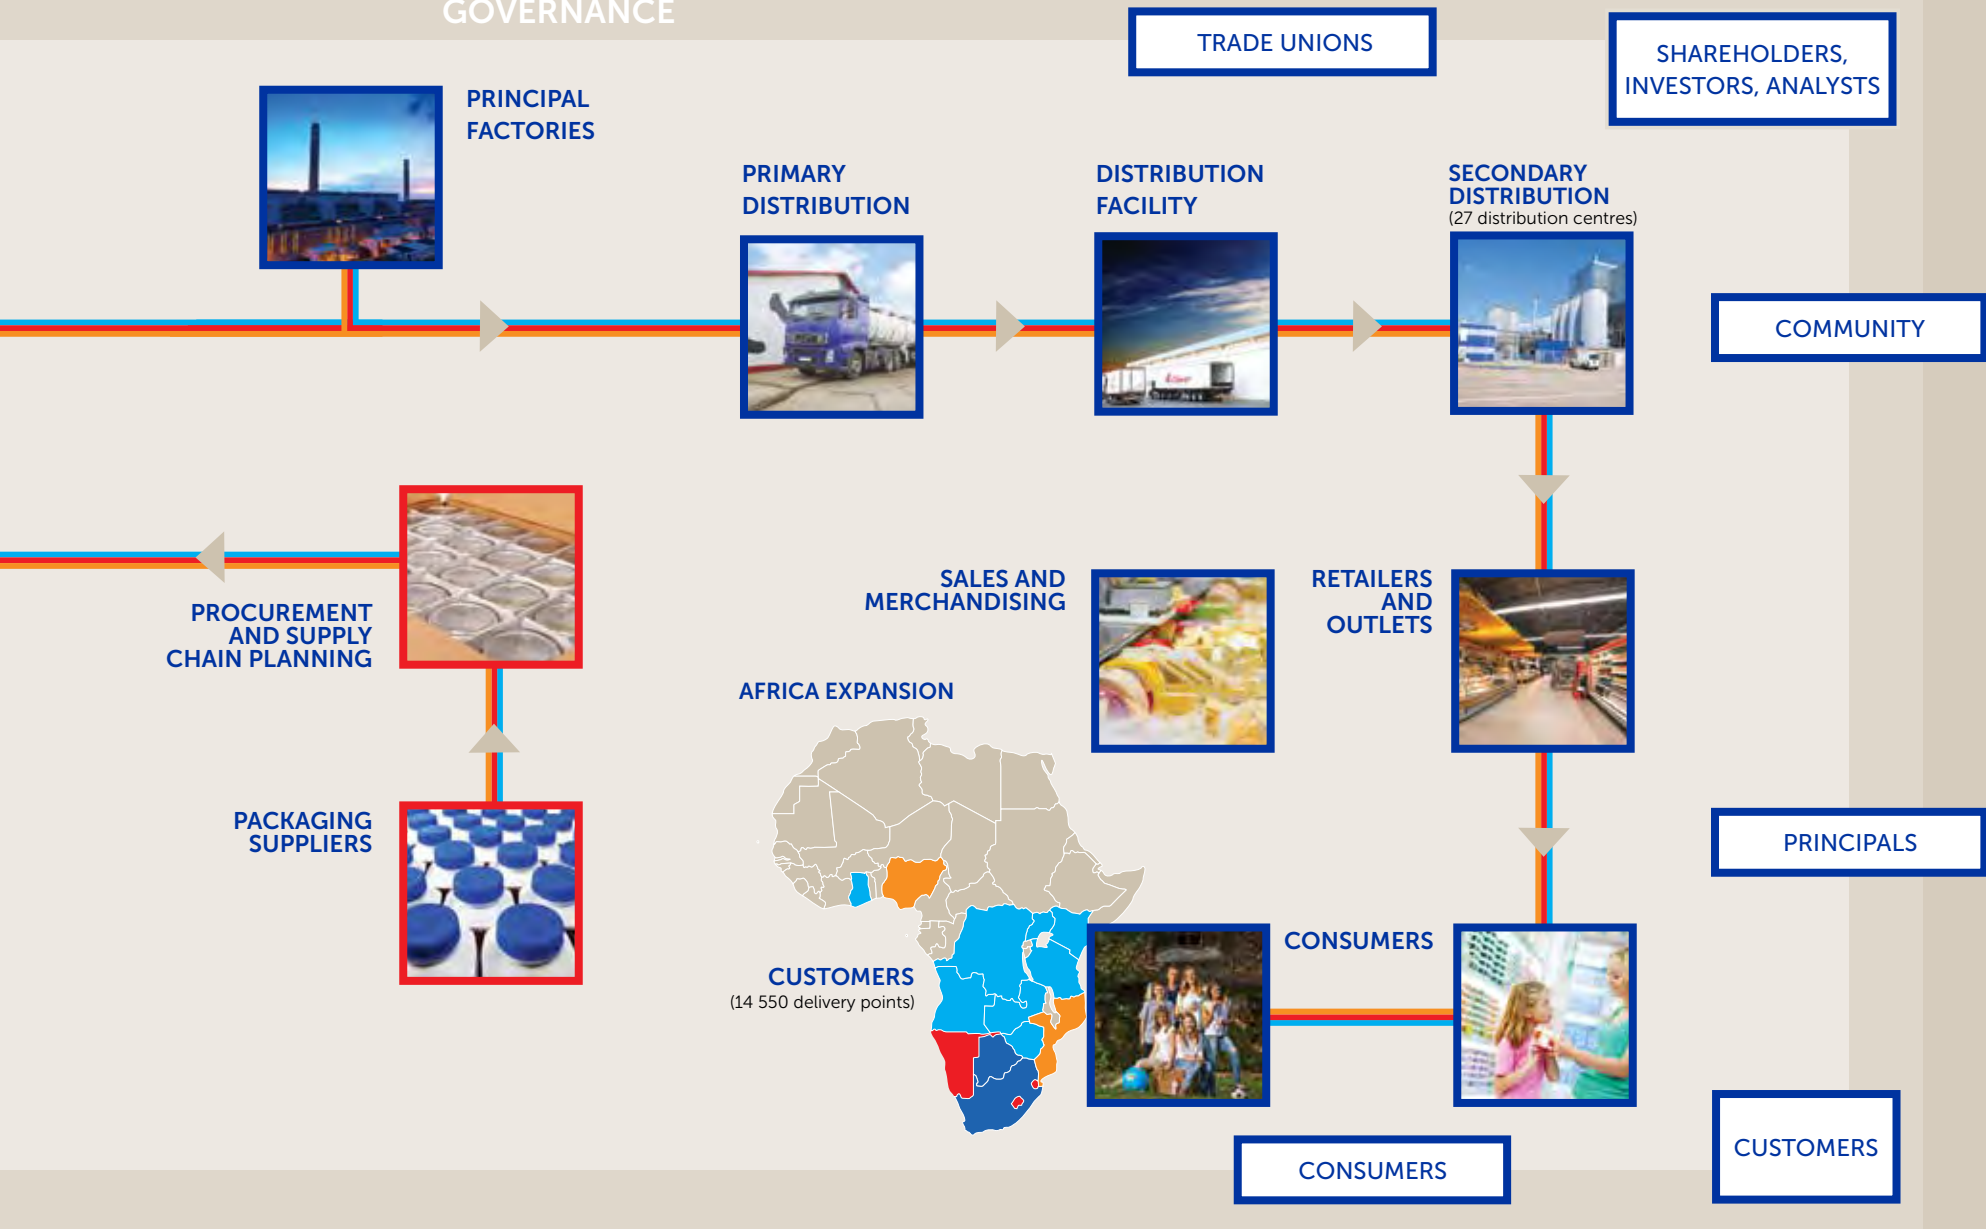 GOVERNANCE
TRADE UNIONS
SHAREHOLDERS,
INVESTORS, ANALYSTS
PRINCIPAL
FACTORIES
PRIMARY
DISTRIBUTION
DISTRIBUTION
FACILITY
SECONDARY
DISTRIBUTION
(27 distribution centres)
COMMUNITY
PROCUREMENT
AND SUPPLY
CHAIN PLANNING
SALES AND
MERCHANDISING
RETAILERS
AND
OUTLETS
AFRICA EXPANSION
PACKAGING
SUPPLIERS
PRINCIPALS
CUSTOMERS
(14 550 delivery points)
CONSUMERS
CONSUMERS
CUSTOMERS